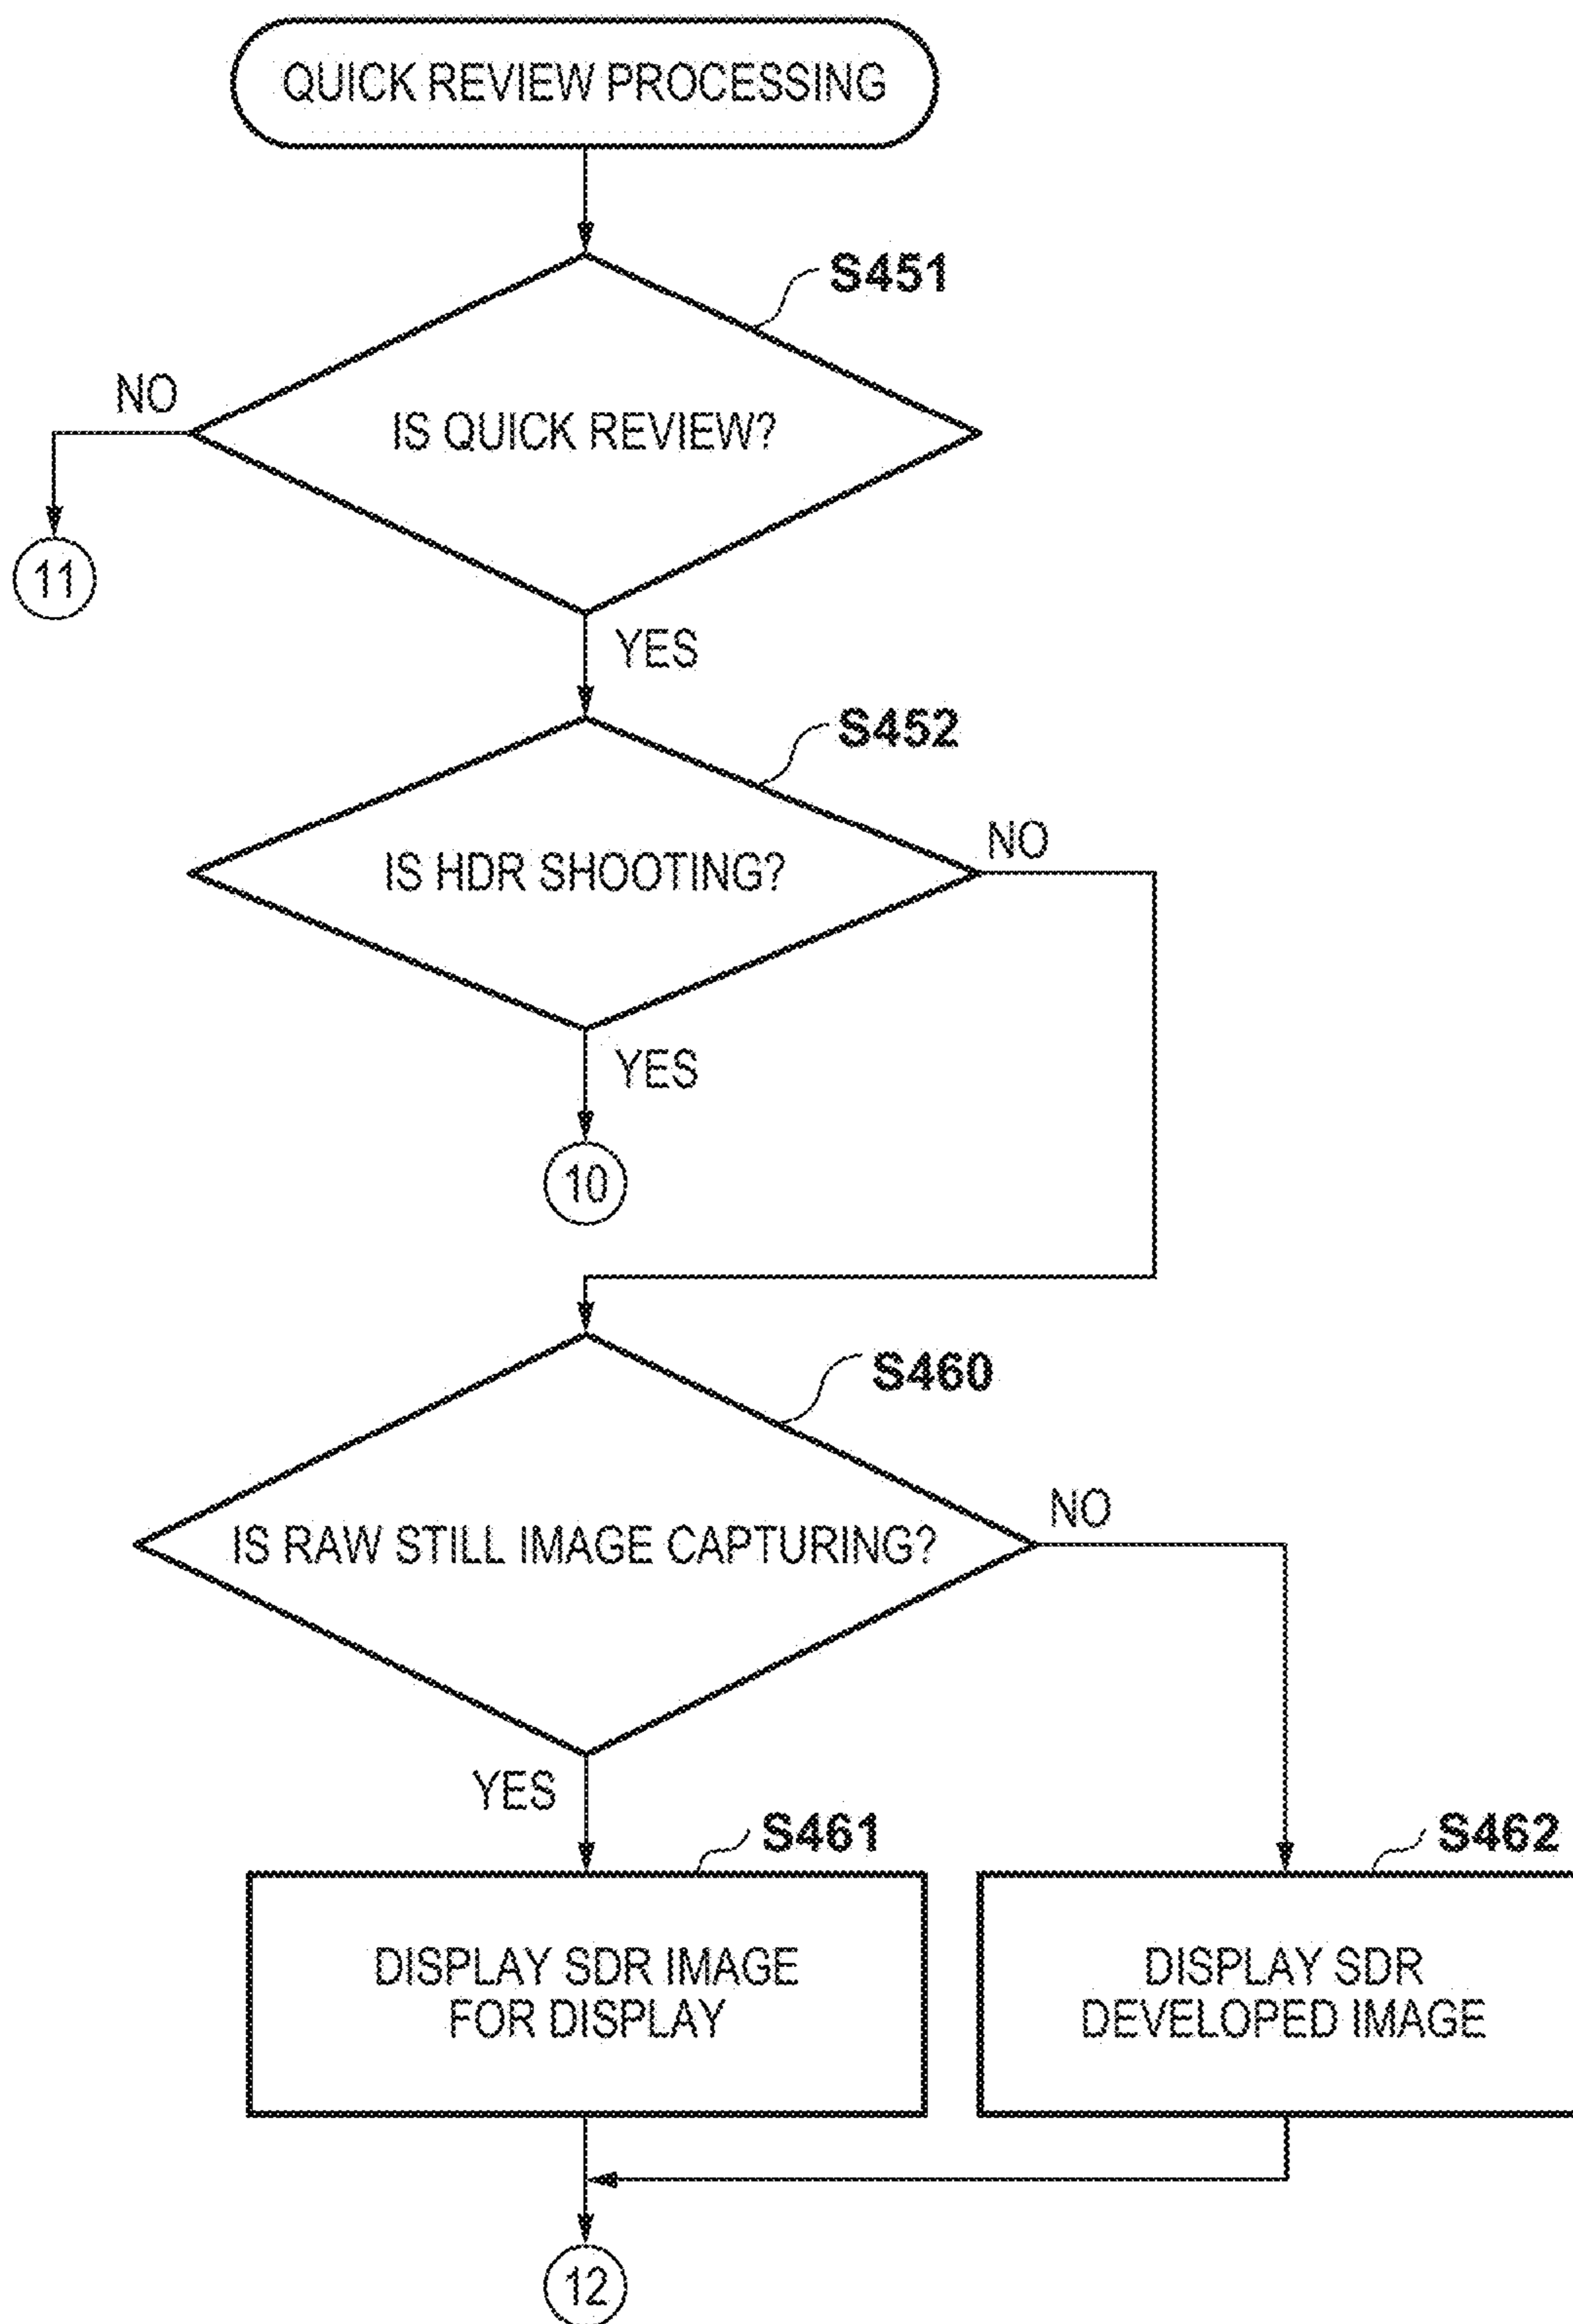 QUICK REVIEW PROCESSING
S451
NO
IS QUICK REVIEW?
11
YES
S452
NO
IS HDR SHOOTING?
YES
10
S460
NO
IS RAW STILL IMAGE CAPTURING?
YES
S461
S462
DISPLAY SDR IMAGE
FOR DISPLAY
DISPLAY SDR
DEVELOPED IMAGE
12